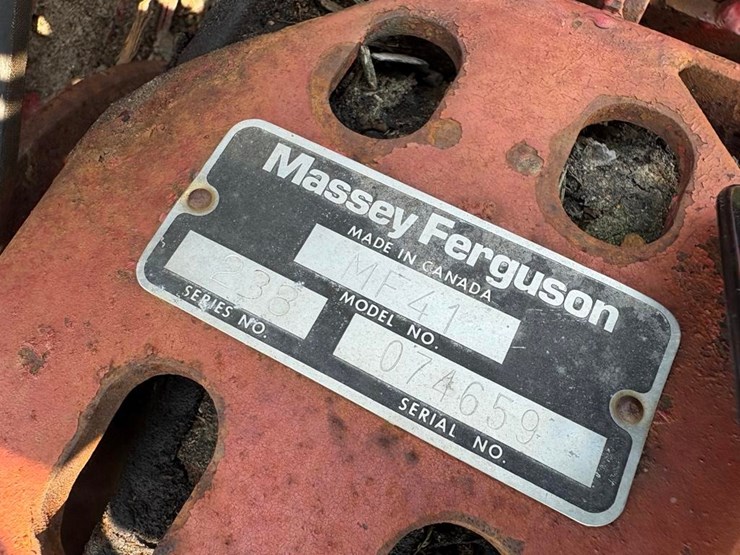 Massey Ferguson
MADE IN CANADA
238 MF41
SERIES NO. MODEL NO.
074659
SERIAL NO.